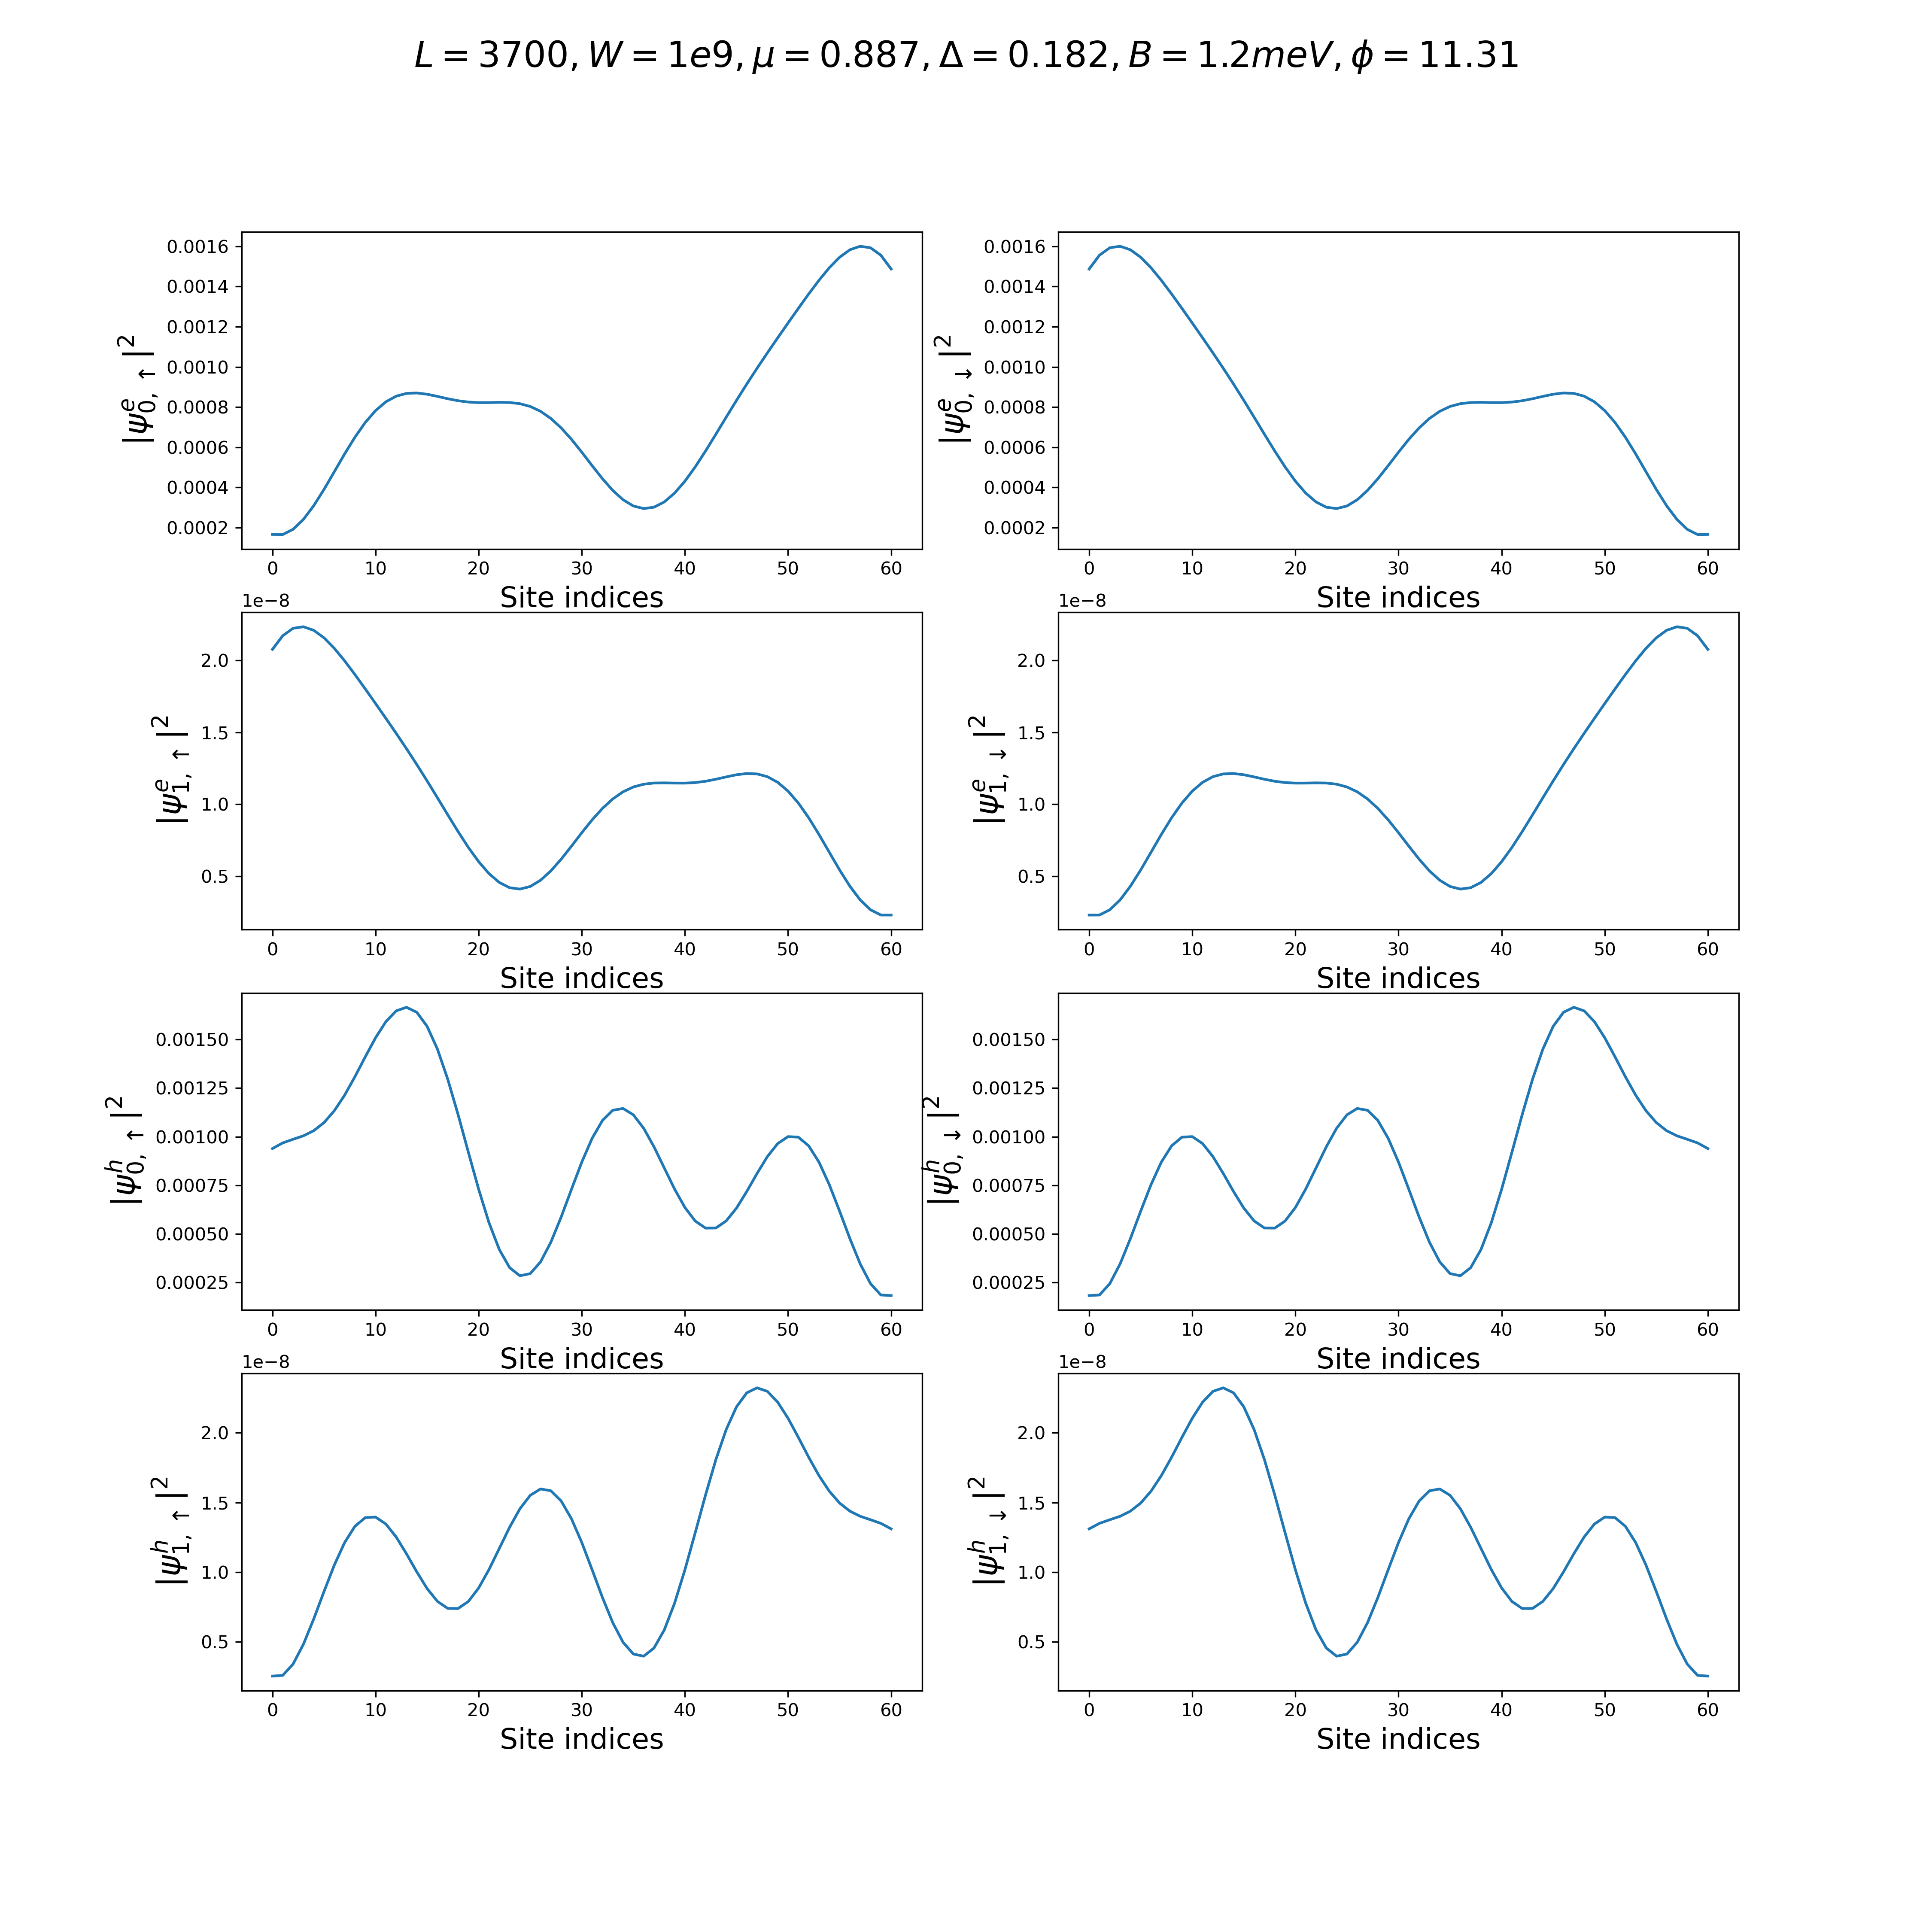 L = 3700, W = 1e9, μ = 0.887, Δ = 0.182, B = 1.2meV, ϕ = 11.31
|ψ^e_{0, ↑}|^2
0.0016
0.0014
0.0012
0.0010
0.0008
0.0006
0.0004
0.0002
0 10 20 30 40 50 60
Site indices
|ψ^e_{0, ↓}|^2
0.0016
0.0014
0.0012
0.0010
0.0008
0.0006
0.0004
0.0002
0 10 20 30 40 50 60
Site indices
1e−8
|ψ^e_{1, ↑}|^2
2.0
1.5
1.0
0.5
0 10 20 30 40 50 60
Site indices
1e−8
|ψ^e_{1, ↓}|^2
2.0
1.5
1.0
0.5
0 10 20 30 40 50 60
Site indices
|ψ^h_{0, ↑}|^2
0.00150
0.00125
0.00100
0.00075
0.00050
0.00025
0 10 20 30 40 50 60
Site indices
|ψ^h_{0, ↓}|^2
0.00150
0.00125
0.00100
0.00075
0.00050
0.00025
0 10 20 30 40 50 60
Site indices
1e−8
|ψ^h_{1, ↑}|^2
2.0
1.5
1.0
0.5
0 10 20 30 40 50 60
Site indices
1e−8
|ψ^h_{1, ↓}|^2
2.0
1.5
1.0
0.5
0 10 20 30 40 50 60
Site indices